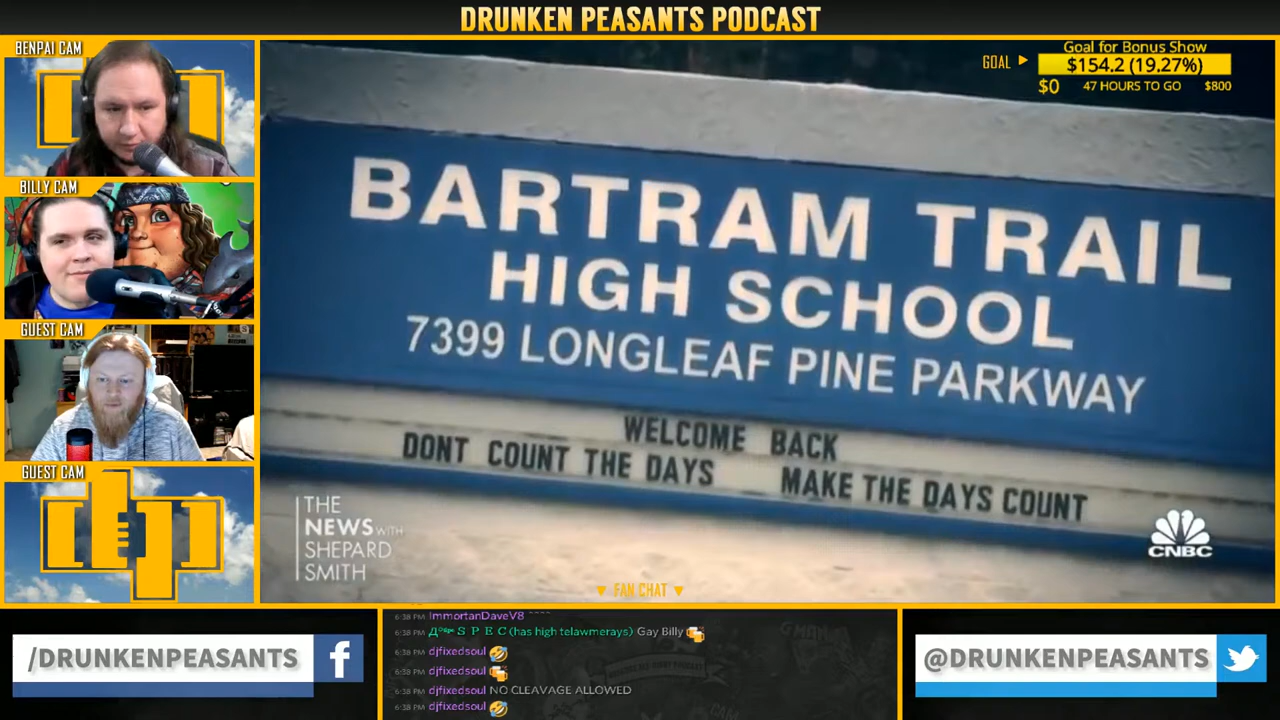 DRUNKEN PEASANTS PODCAST
BENPAI CAM
BILLY CAM
GUEST CAM
GUEST CAM
GOAL
Goal for Bonus Show
$154.2 (19.27%)
$0 47 HOURS TO GO $800
BARTRAM TRAIL
HIGH SCHOOL
7399 LONGLEAF PINE PARKWAY
WELCOME BACK
DONT COUNT THE DAYS MAKE THE DAYS COUNT
THE
NEWS WITH
SHEPARD
SMITH
CNBC
FAN CHAT
/DRUNKENPEASANTS
ImmortanDaveV8
6:38 PM (has high telawmerays) Gay Billy
6:38 PM djfixedsoul
6:38 PM djfixedsoul
6:38 PM djfixedsoul NO CLEAVAGE ALLOWED
6:38 PM djfixedsoul
@DRUNKENPEASANTS